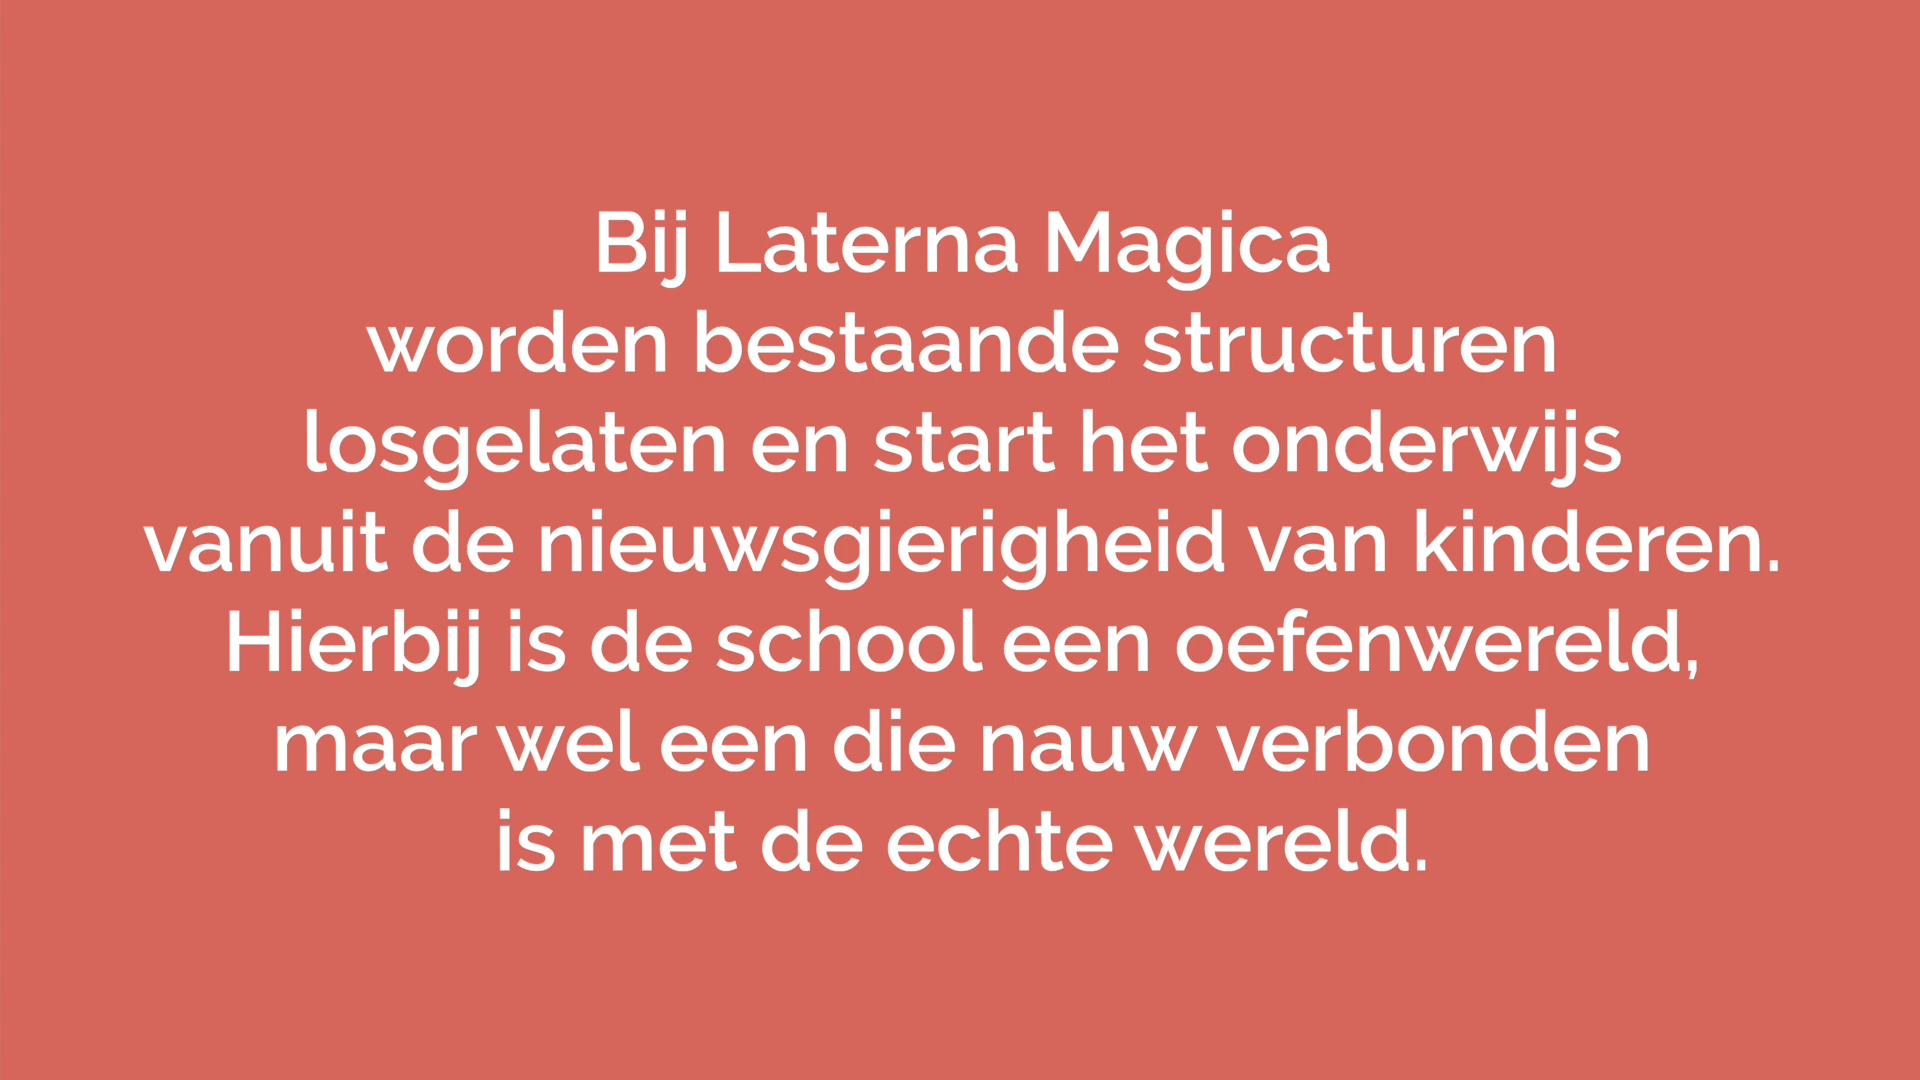 Bij Laterna Magica
worden bestaande structuren
losgelaten en start het onderwijs
vanuit de nieuwsgierigheid van kinderen.
Hierbij is de school een oefenwereld,
maar wel een die nauw verbonden
is met de echte wereld.